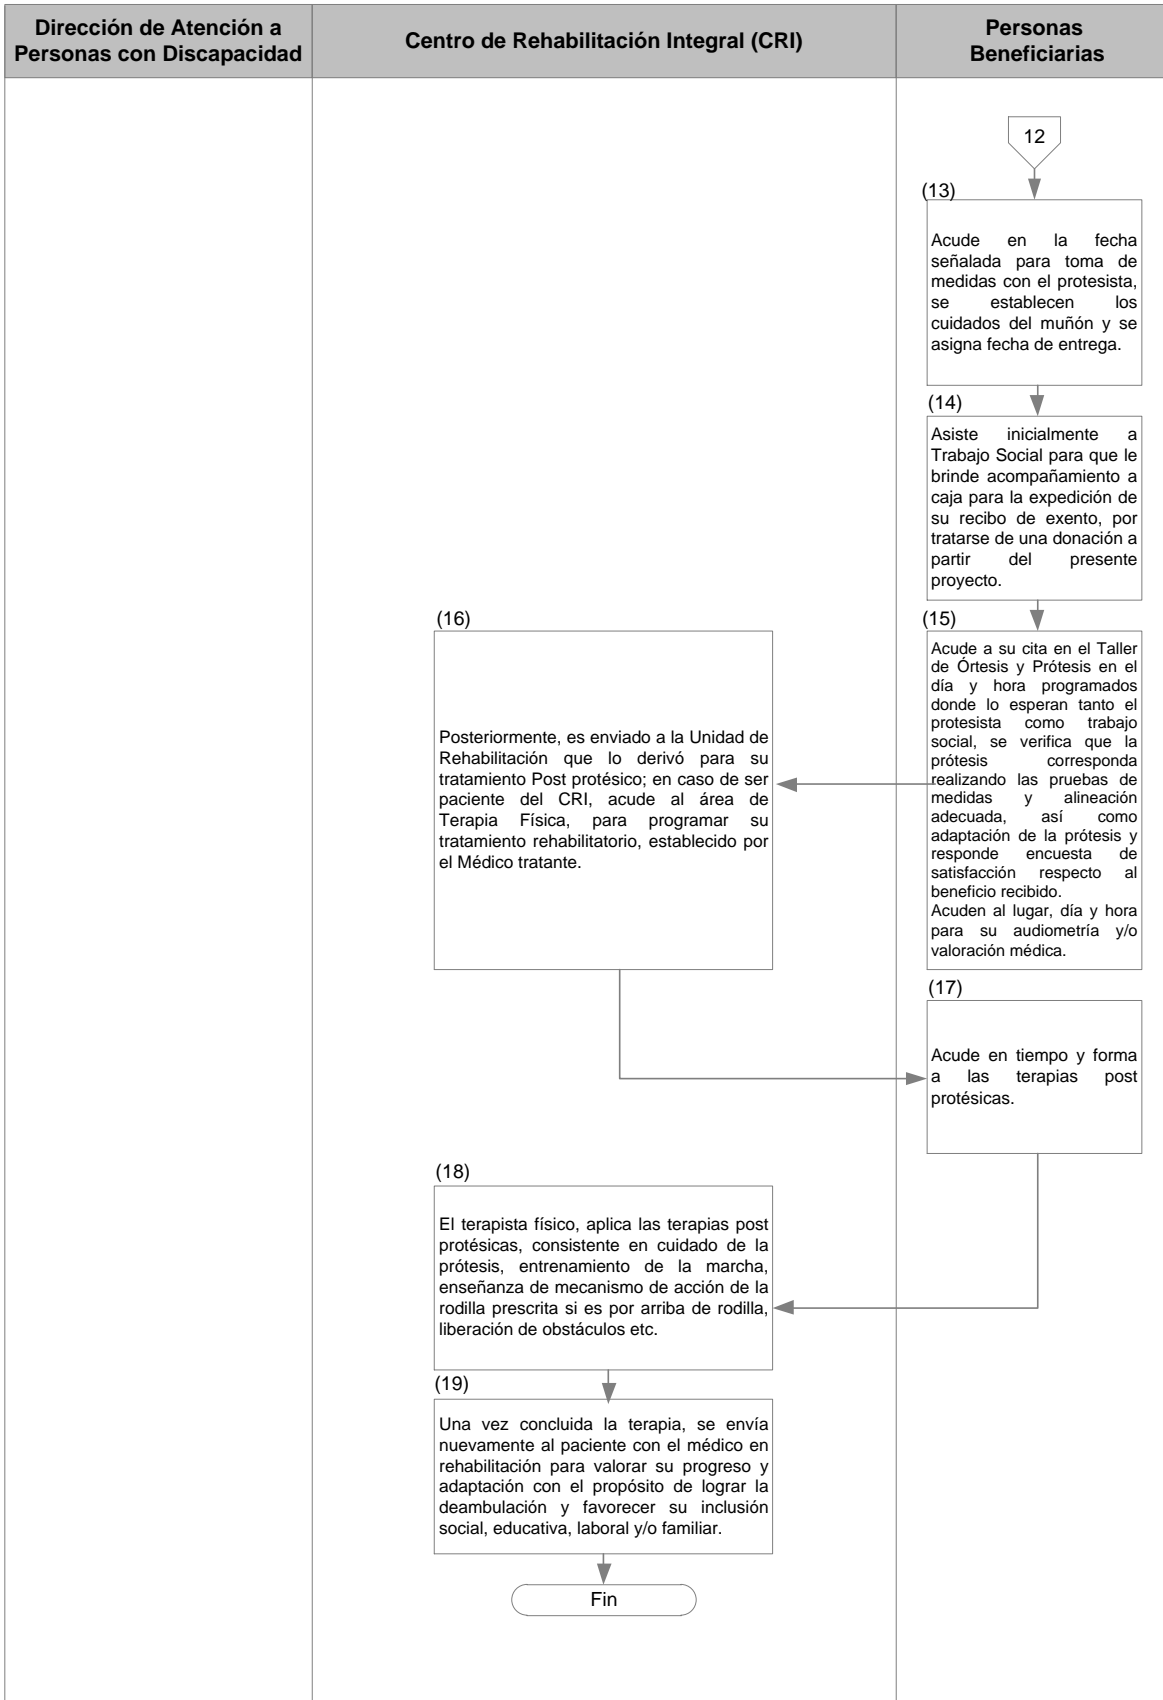 Dirección de Atención a
Personas con Discapacidad
Centro de Rehabilitación Integral (CRI)
Personas
Beneficiarias
12
(13)
Acude en la fecha
señalada para toma de
medidas con el protesista,
se establecen los
cuidados del muñón y se
asigna fecha de entrega.
(14)
Asiste inicialmente a
Trabajo Social para que le
brinde acompañamiento a
caja para la expedición de
su recibo de exento, por
tratarse de una donación a
partir del presente
proyecto.
(15)
Acude a su cita en el Taller
de Órtesis y Prótesis en el
día y hora programados
donde lo esperan tanto el
protesista como trabajo
social, se verifica que la
prótesis corresponda
realizando las pruebas de
medidas y alineación
adecuada, así como
adaptación de la prótesis y
responde encuesta de
satisfacción respecto al
beneficio recibido.
Acuden al lugar, día y hora
para su audiometría y/o
valoración médica.
(16)
Posteriormente, es enviado a la Unidad de
Rehabilitación que lo derivó para su
tratamiento Post protésico; en caso de ser
paciente del CRI, acude al área de
Terapia Física, para programar su
tratamiento rehabilitatorio, establecido por
el Médico tratante.
(17)
Acude en tiempo y forma
a las terapias post
protésicas.
(18)
El terapista físico, aplica las terapias post
protésicas, consistente en cuidado de la
prótesis, entrenamiento de la marcha,
enseñanza de mecanismo de acción de la
rodilla prescrita si es por arriba de rodilla,
liberación de obstáculos etc.
(19)
Una vez concluida la terapia, se envía
nuevamente al paciente con el médico en
rehabilitación para valorar su progreso y
adaptación con el propósito de lograr la
deambulación y favorecer su inclusión
social, educativa, laboral y/o familiar.
Fin